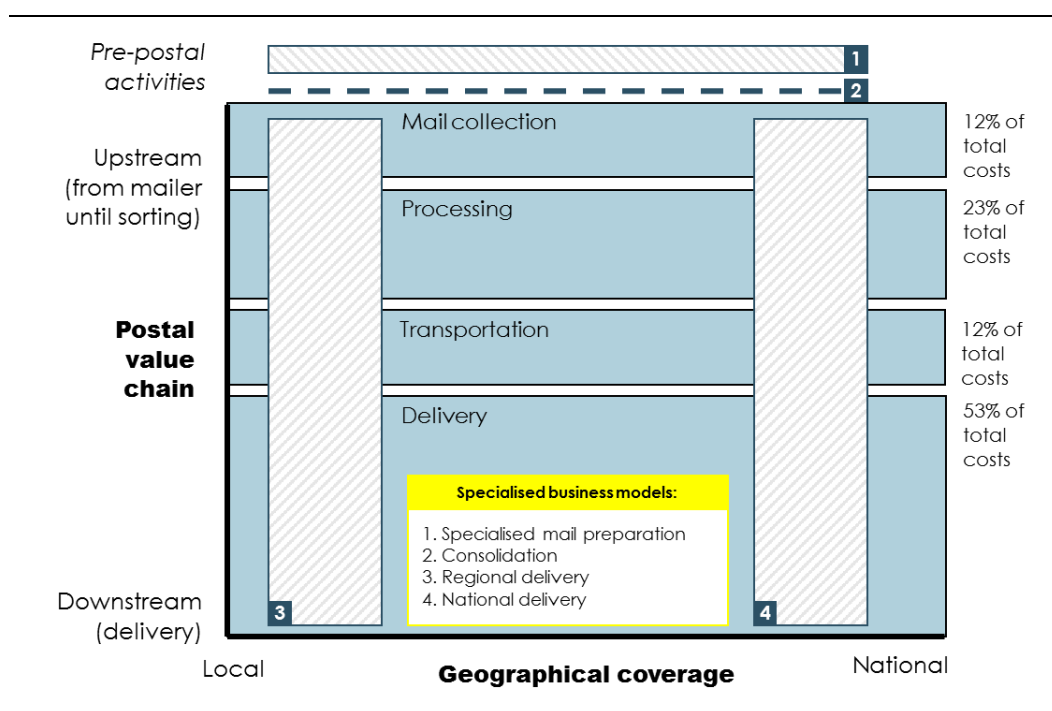 Pre-postal
activities
1
2
Mail collection
12% of
total
costs
Upstream
(from mailer
until sorting)
Processing
23% of
total
costs
Postal
value
chain
Transportation
12% of
total
costs
Delivery
53% of
total
costs
Specialised business models:
1. Specialised mail preparation
2. Consolidation
3. Regional delivery
4. National delivery
Downstream
(delivery)
3
4
Local
Geographical coverage
National